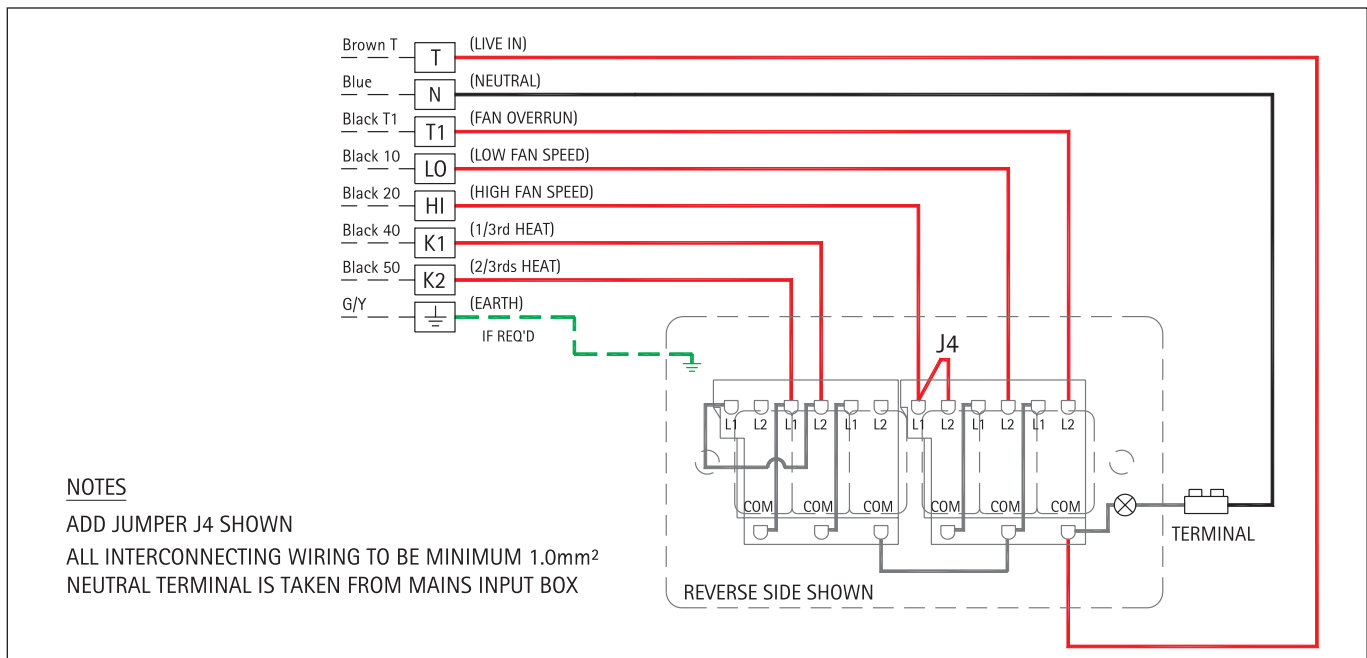 Brown T T (LIVE IN)
Blue N (NEUTRAL)
Black T1 T1 (FAN OVERRUN)
Black 10 LO (LOW FAN SPEED)
Black 20 HI (HIGH FAN SPEED)
Black 40 K1 (1/3rd HEAT)
Black 50 K2 (2/3rds HEAT)
G/Y (EARTH)
IF REQ'D
J4
L1 L2 L1 L2 L1 L2 L1 L2 L1 L2 L1 L2
COM COM COM COM COM COM
TERMINAL
REVERSE SIDE SHOWN
NOTES
ADD JUMPER J4 SHOWN
ALL INTERCONNECTING WIRING TO BE MINIMUM 1.0mm²
NEUTRAL TERMINAL IS TAKEN FROM MAINS INPUT BOX